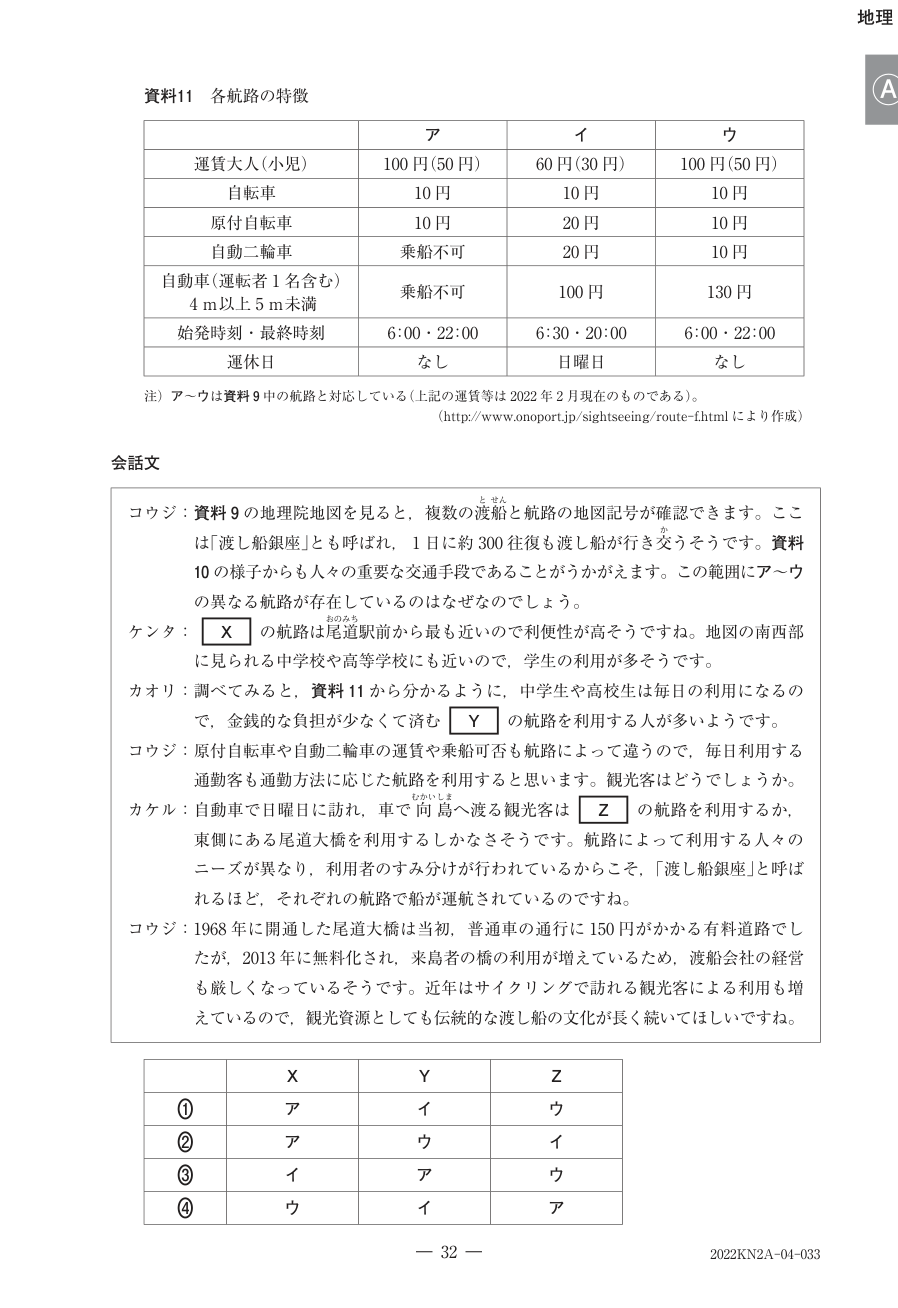 地理
A
資料11 各航路の特徴
ア イ ウ
運賃大人(小児) 100円(50円) 60円(30円) 100円(50円)
自転車 10円 10円 10円
原付自転車 10円 20円 10円
自動二輪車 乗船不可 20円 10円
自動車(運転者1名含む)
4m以上5m未満 乗船不可 100円 130円
始発時刻・最終時刻 6:00・22:00 6:30・20:00 6:00・22:00
運休日 なし 日曜日 なし
注)ア~ウは資料9中の航路と対応している(上記の運賃等は2022年2月現在のものである)。
(http://www.onoport.jp/sightseeing/route-f.htmlにより作成)
会話文
コウジ:資料9の地理院地図を見ると,複数の渡船と航路の地図記号が確認できます。ここ
と せん
は「渡し船銀座」とも呼ばれ,1日に約300往復も渡し船が行き交うそうです。資料
か
10の様子からも人々の重要な交通手段であることがうかがえます。この範囲にア~ウ
の異なる航路が存在しているのはなぜなのでしょう。
おのみち
ケンタ: X の航路は尾道駅前から最も近いので利便性が高そうですね。地図の南西部
に見られる中学校や高等学校にも近いので,学生の利用が多そうです。
カオリ:調べてみると,資料11から分かるように,中学生や高校生は毎日の利用になるの
で,金銭的な負担が少なくて済む Y の航路を利用する人が多いようです。
コウジ:原付自転車や自動二輪車の運賃や乗船可否も航路によって違うので,毎日利用する
通勤客も通勤方法に応じた航路を利用すると思います。観光客はどうでしょうか。
むかいしま
カケル:自動車で日曜日に訪れ,車で向島へ渡る観光客は Z の航路を利用するか,
東側にある尾道大橋を利用するしかなさそうです。航路によって利用する人々の
ニーズが異なり,利用者のすみ分けが行われているからこそ,「渡し船銀座」と呼ば
れるほど,それぞれの航路で船が運航されているのですね。
コウジ:1968年に開通した尾道大橋は当初,普通車の通行に150円がかかる有料道路でし
たが,2013年に無料化され,来島者の橋の利用が増えているため,渡船会社の経営
も厳しくなっているそうです。近年はサイクリングで訪れる観光客による利用も増
えているので,観光資源としても伝統的な渡し船の文化が長く続いてほしいですね。
X Y Z
① ア イ ウ
② ア ウ イ
③ イ ア ウ
④ ウ イ ア
― 32 ―
2022KN2A-04-033